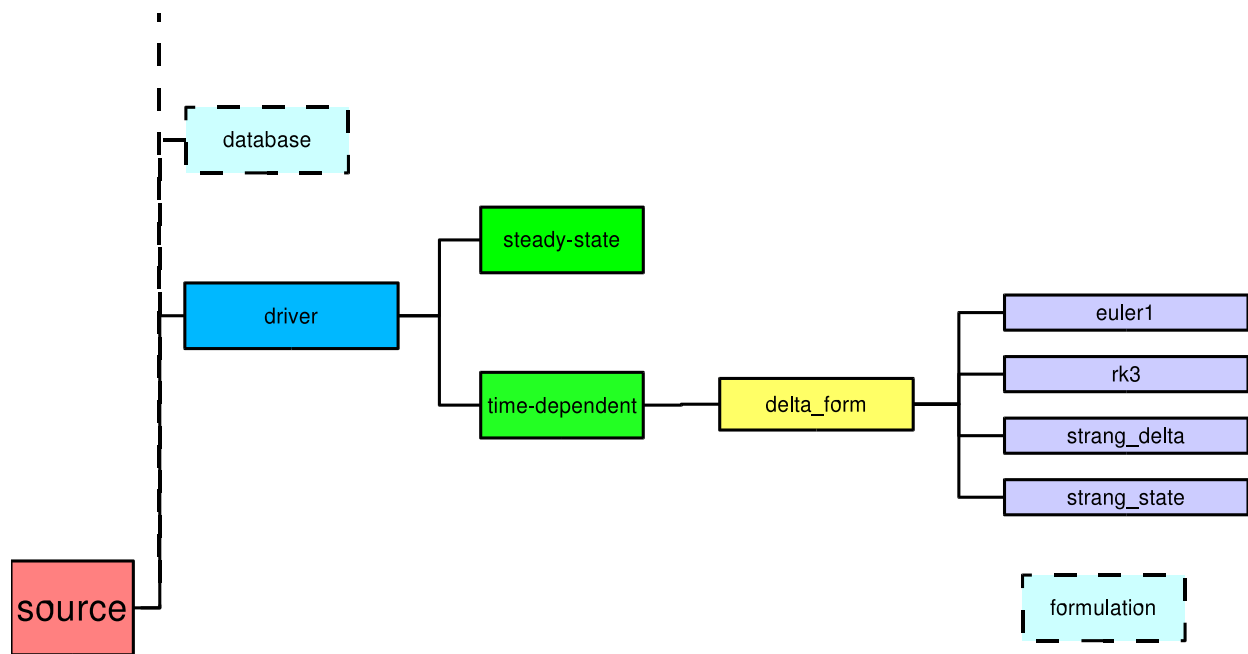 database
steady-state
driver
euler1
rk3
time-dependent
delta_form
strang_delta
strang_state
source
formulation